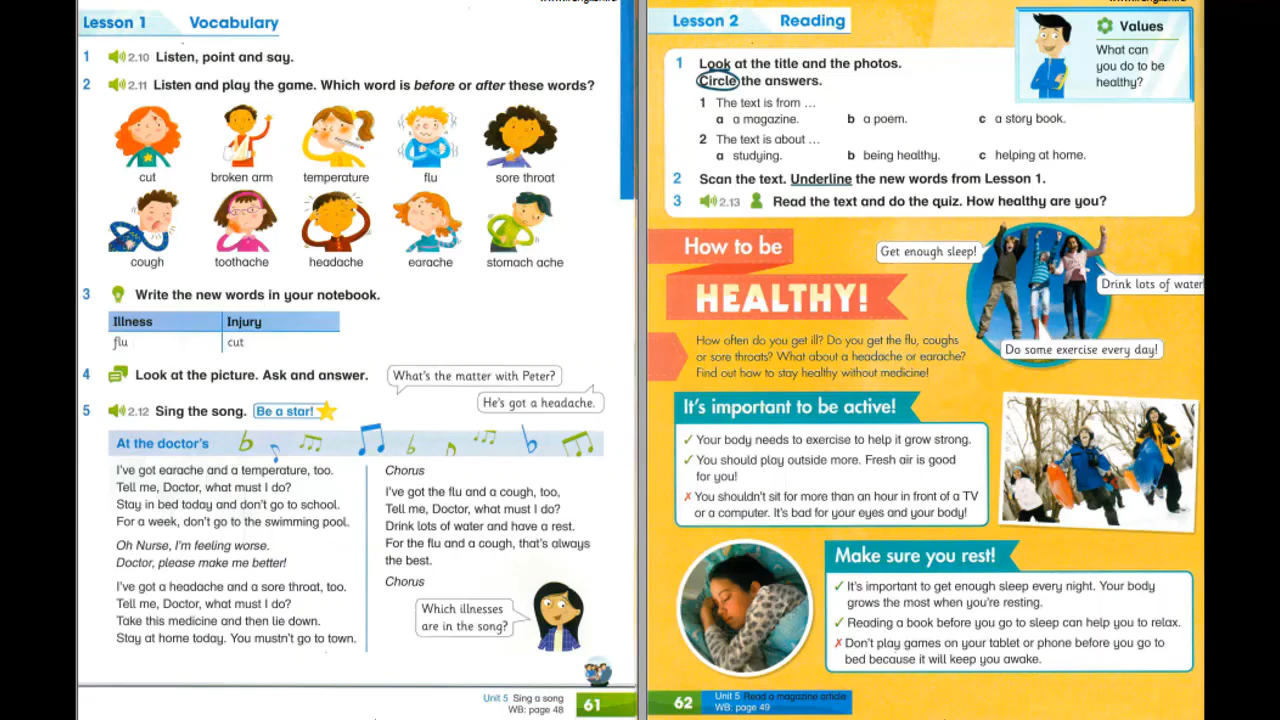 Lesson 1 Vocabulary
1 2.10 Listen, point and say.
2 2.11 Listen and play the game. Which word is before or after these words?
cut broken arm temperature flu sore throat
cough toothache headache earache stomach ache
3 Write the new words in your notebook.
Illness Injury
flu cut
4 Look at the picture. Ask and answer.
What's the matter with Peter?
He's got a headache.
5 2.12 Sing the song. Be a star!
At the doctor's
I've got earache and a temperature, too.
Tell me, Doctor, what must I do?
Stay in bed today and don't go to school.
For a week, don't go to the swimming pool.
Oh Nurse, I'm feeling worse.
Doctor, please make me better!
I've got a headache and a sore throat, too.
Tell me, Doctor, what must I do?
Take this medicine and then lie down.
Stay at home today. You mustn't go to town.
Chorus
I've got the flu and a cough, too,
Tell me, Doctor, what must I do?
Drink lots of water and have a rest.
For the flu and a cough, that's always
the best.
Chorus
Which illnesses
are in the song?
Unit 5 Sing a song
WB: page 48
61
Lesson 2 Reading
Values
What can
you do to be
healthy?
1 Look at the title and the photos.
Circle the answers.
1 The text is from ...
a a magazine. b a poem. c a story book.
2 The text is about ...
a studying. b being healthy. c helping at home.
2 Scan the text. Underline the new words from Lesson 1.
3 2.13 Read the text and do the quiz. How healthy are you?
How to be
HEALTHY!
Get enough sleep!
Drink lots of water
Do some exercise every day!
How often do you get ill? Do you get the flu, coughs
or sore throats? What about a headache or earache?
Find out how to stay healthy without medicine!
It's important to be active!
✓ Your body needs to exercise to help it grow strong.
✓ You should play outside more. Fresh air is good
for you!
✗ You shouldn't sit for more than an hour in front of a TV
or a computer. It's bad for your eyes and your body!
Make sure you rest!
✓ It's important to get enough sleep every night. Your body
grows the most when you're resting.
✓ Reading a book before you go to sleep can help you to relax.
✗ Don't play games on your tablet or phone before you go to
bed because it will keep you awake.
62
Unit 5 Read a magazine article
WB: page 49